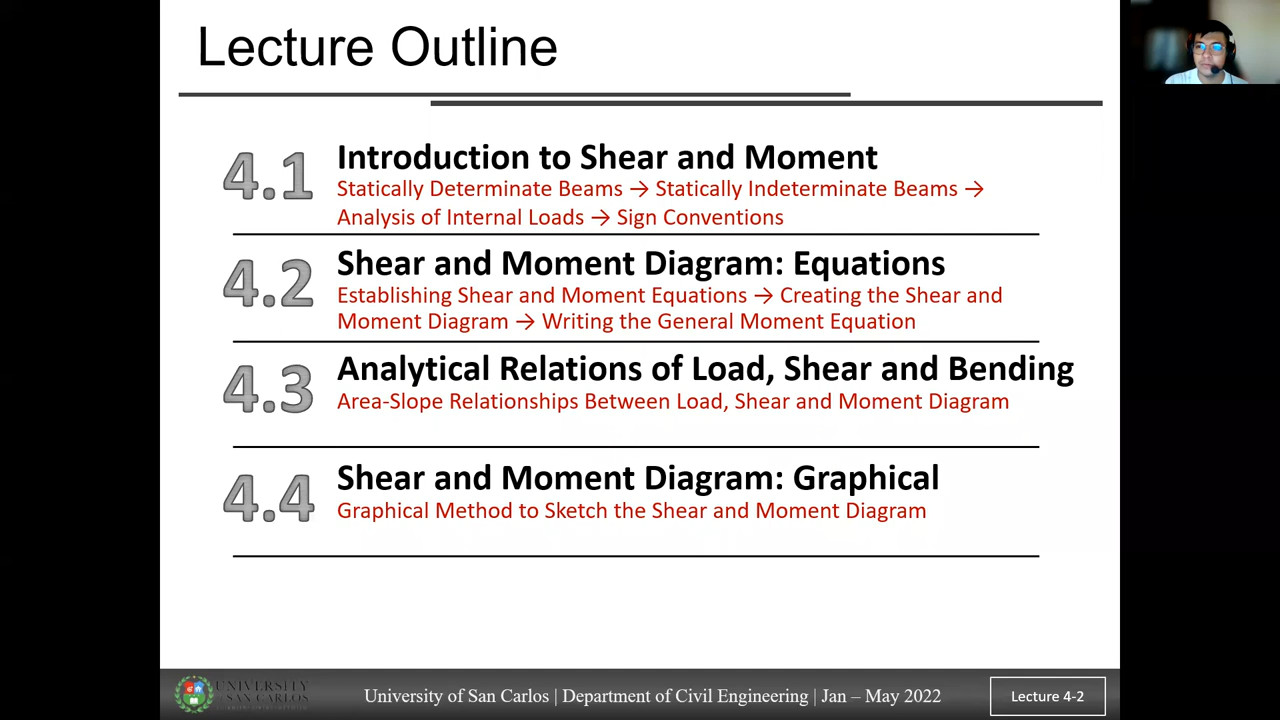 Lecture Outline
4.1
Introduction to Shear and Moment
Statically Determinate Beams → Statically Indeterminate Beams →
Analysis of Internal Loads → Sign Conventions
4.2
Shear and Moment Diagram: Equations
Establishing Shear and Moment Equations → Creating the Shear and
Moment Diagram → Writing the General Moment Equation
4.3
Analytical Relations of Load, Shear and Bending
Area-Slope Relationships Between Load, Shear and Moment Diagram
4.4
Shear and Moment Diagram: Graphical
Graphical Method to Sketch the Shear and Moment Diagram
UNIVERSITY
of SAN CARLOS
University of San Carlos | Department of Civil Engineering | Jan – May 2022
Lecture 4-2